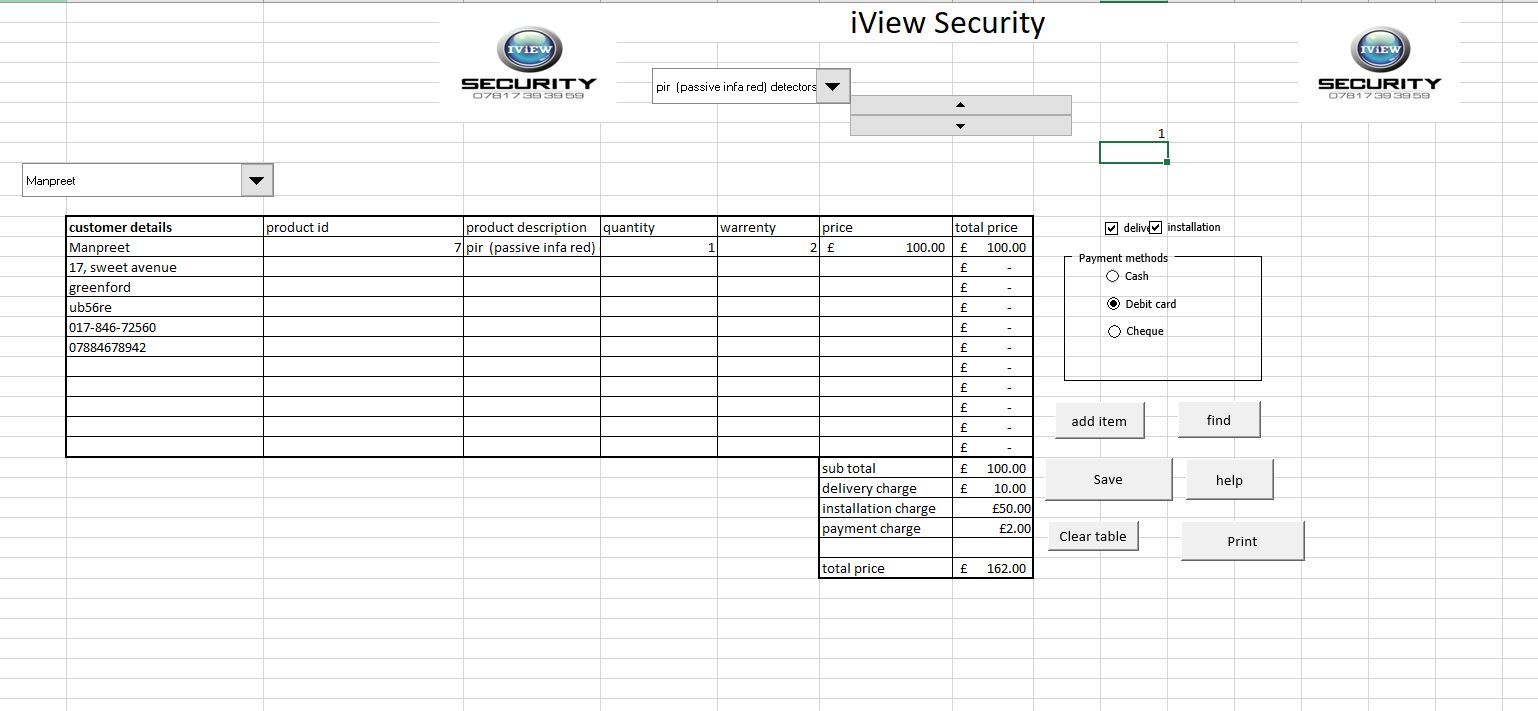 iView Security
IViEW
SECURITY
07817393959
IViEW
SECURITY
07817393959
pir (passive infa red) detectors
1
Manpreet
customer details product id product description quantity warrenty price total price
Manpreet 7 pir (passive infa red) 1 2 £ 100.00 £ 100.00
17, sweet avenue £ -
greenford £ -
ub56re £ -
017-846-72560 £ -
07884678942 £ -
£ -
£ -
£ -
£ -
£ -
sub total £ 100.00
delivery charge £ 10.00
installation charge £50.00
payment charge £2.00
total price £ 162.00
delive installation
Payment methods
Cash
Debit card
Cheque
add item find
Save help
Clear table Print